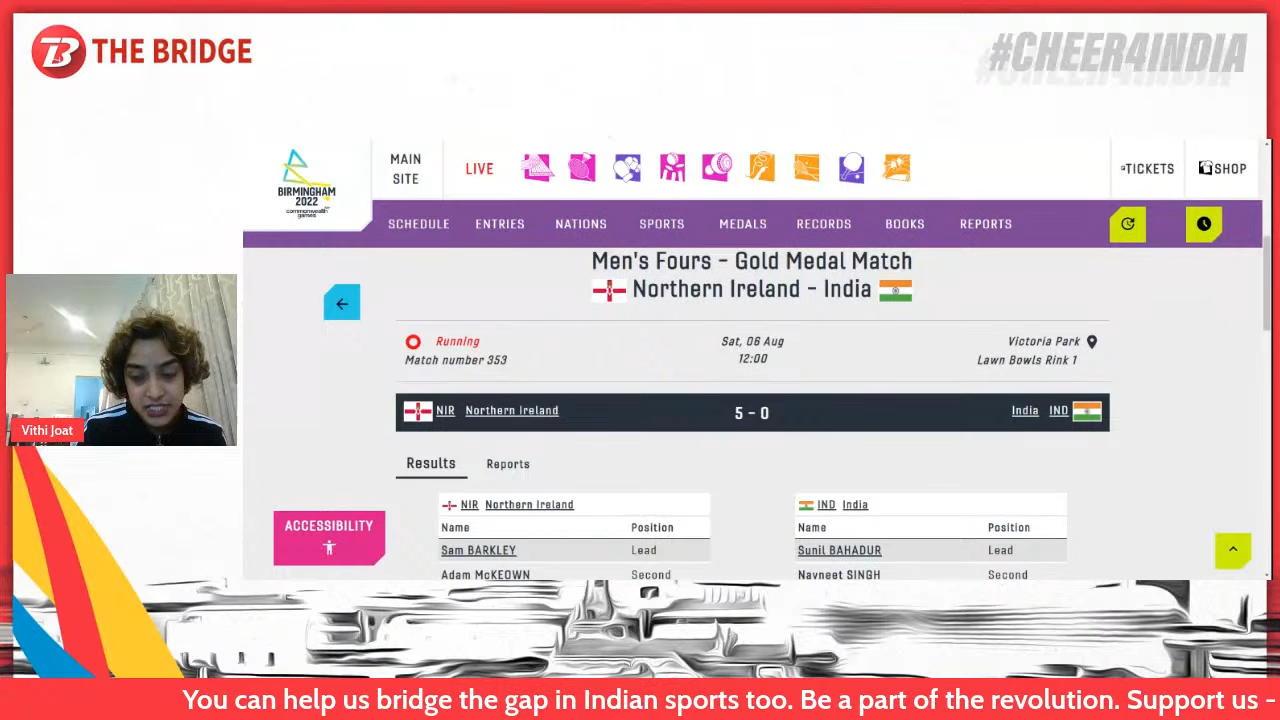 THE BRIDGE
#CHEER4INDIA
BIRMINGHAM
2022
commonwealth
games
MAIN
SITE
LIVE
TICKETS
SHOP
SCHEDULE ENTRIES NATIONS SPORTS MEDALS RECORDS BOOKS REPORTS
Men's Fours - Gold Medal Match
Northern Ireland - India
Running
Match number 353
Sat, 06 Aug
12:00
Victoria Park
Lawn Bowls Rink 1
NIR Northern Ireland 5 - 0 India IND
Results Reports
NIR Northern Ireland
Name Position
Sam BARKLEY Lead
Adam McKEOWN Second
IND India
Name Position
Sunil BAHADUR Lead
Navneet SINGH Second
Vithi Joat
ACCESSIBILITY
You can help us bridge the gap in Indian sports too. Be a part of the revolution. Support us -